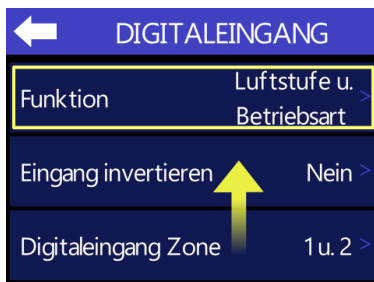 DIGITALEINGANG
Funktion Luftstufe u. >
Betriebsart
Eingang invertieren Nein >
Digitaleingang Zone 1 u. 2 >